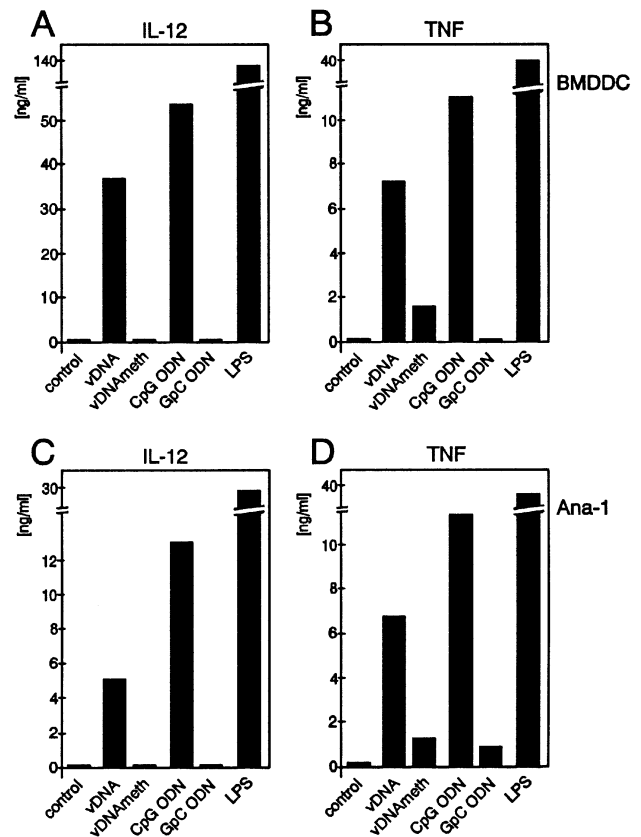 A
IL-12
[ng/ml]
140
50
40
30
20
10
0
control
vDNA
vDNAmeth
CpG ODN
GpC ODN
LPS
B
TNF
BMDDC
[ng/ml]
40
10
8
6
4
2
0
control
vDNA
vDNAmeth
CpG ODN
GpC ODN
LPS
C
IL-12
[ng/ml]
30
12
10
8
6
4
2
0
control
vDNA
vDNAmeth
CpG ODN
GpC ODN
LPS
D
TNF
Ana-1
[ng/ml]
40
10
8
6
4
2
0
control
vDNA
vDNAmeth
CpG ODN
GpC ODN
LPS